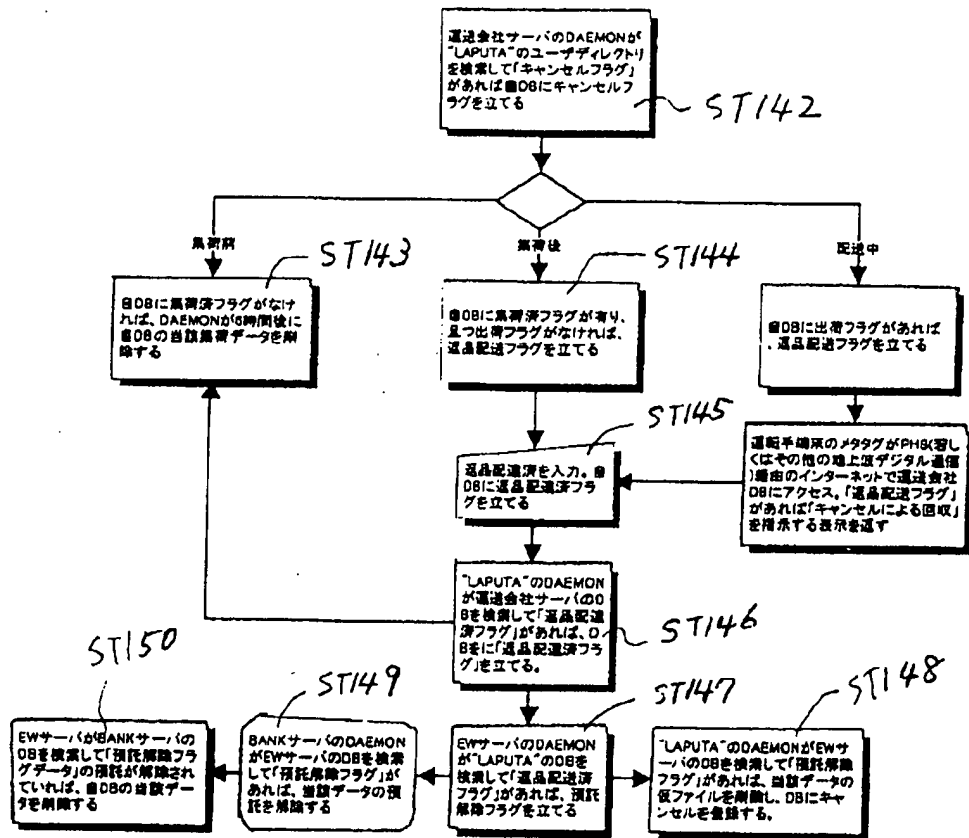 運送会社サーバのDAEMONが
"LAPUTA"のユーザディレクトリ
を検索して「キャンセルフラグ」
があれば自DBにキャンセルフ
ラグを立てる
ST142
集荷前
集荷後
配送中
ST143
ST144
自DBに集荷済フラグがなけ
れば、DAEMONが6時間後に
自DBの当該集荷データを削
除する
自DBに集荷済フラグが有り、
且つ出荷フラグがなければ、
返品配送フラグを立てる
自DBに出荷フラグがあれば
、返品配送フラグを立てる
ST145
返品配達済を入力。自
DBに返品配達済フラ
グを立てる
運転手端末のメタタグがPHS(若し
くはその他の地上波デジタル通信
)経由のインターネットで運送会社
DBにアクセス。「返品配送フラグ」
があれば「キャンセルによる回収」
を指示する表示を返す
"LAPUTA"のDAEMON
が運送会社サーバのD
Bを検索して「返品配達
済フラグ」があれば、D
Bをに「返品配達済フラ
グ」を立てる。
ST146
ST150
ST149
ST147
ST148
EWサーバがBANKサーバの
DBを検索して「預託解除フラ
グデータ」の預託が解除され
ていれば、自DBの当該デー
タを削除する
BANKサーバのDAEMON
がEWサーバのDBを検索
して「預託解除フラグ」が
あれば、当該データの預
託を解除する
EWサーバのDAEMON
が"LAPUTA"のDBを
検索して「返品配送済
フラグ」があれば、預託
解除フラグを立てる
"LAPUTA"のDAEMONがEWサ
ーバのDBを検索して「預託解除
フラグ」があれば、当該データの
仮ファイルを削除し、DBにキャ
ンセルを登録する。